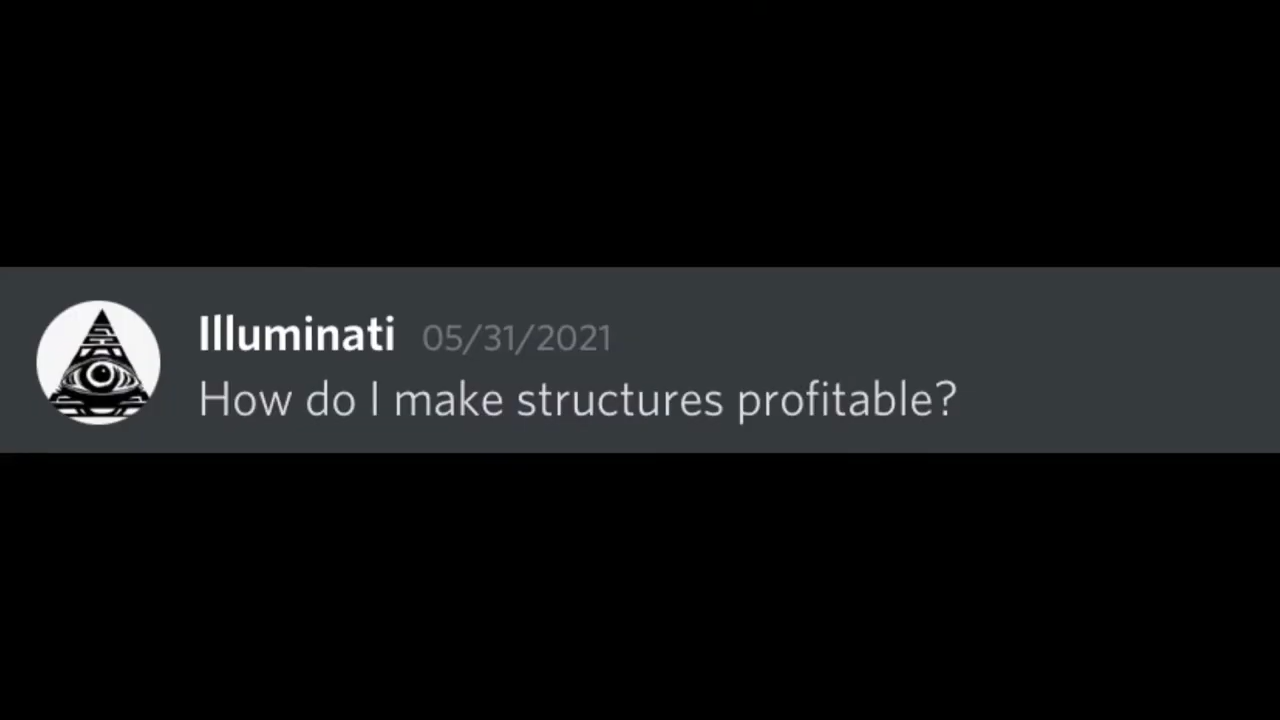 Illuminati 05/31/2021
How do I make structures profitable?